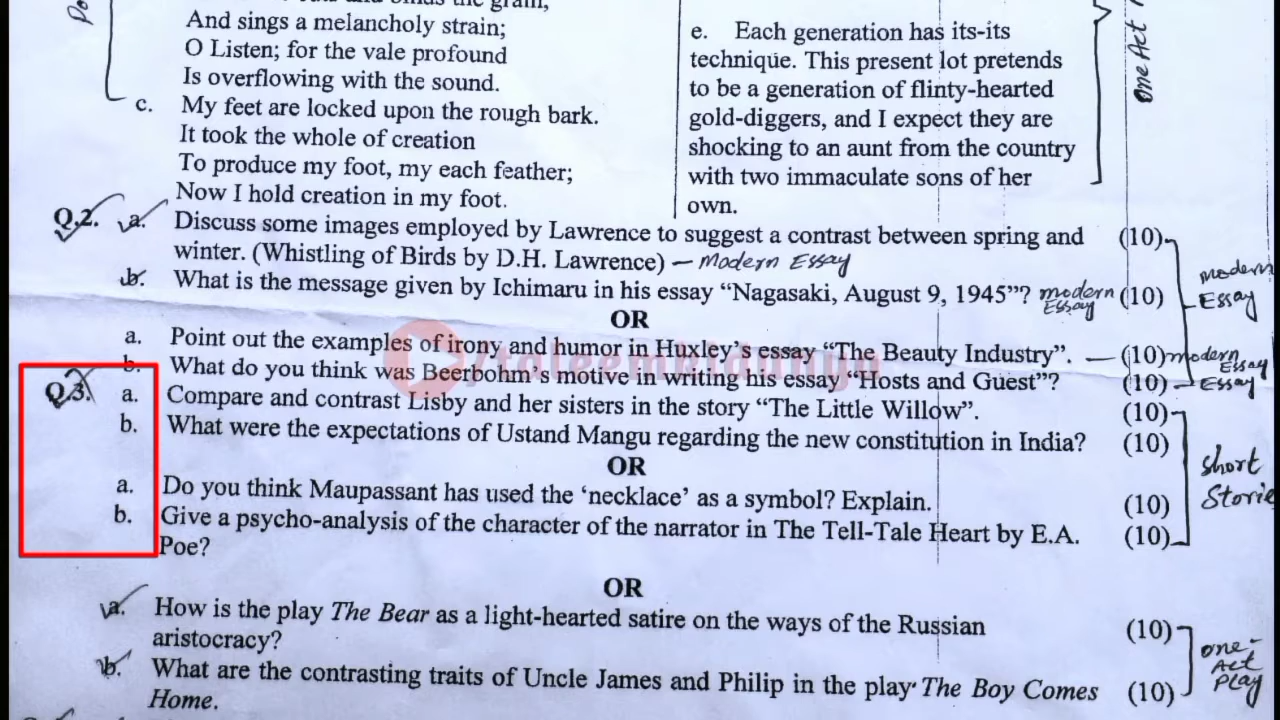 And sings a melancholy strain;
O Listen; for the vale profound
Is overflowing with the sound.
c. My feet are locked upon the rough bark.
It took the whole of creation
To produce my foot, my each feather;
Now I hold creation in my foot.
e. Each generation has its-its
technique. This present lot pretends
to be a generation of flinty-hearted
gold-diggers, and I expect they are
shocking to an aunt from the country
with two immaculate sons of her
own.
One Act
Q.2. a. Discuss some images employed by Lawrence to suggest a contrast between spring and (10)
winter. (Whistling of Birds by D.H. Lawrence) – Modern Essay
b. What is the message given by Ichimaru in his essay “Nagasaki, August 9, 1945”? modern Essay (10)
modern Essay
OR
a. Point out the examples of irony and humor in Huxley’s essay “The Beauty Industry”. — (10) modern Essay
b. What do you think was Beerbohm’s motive in writing his essay “Hosts and Guest”? (10) Essay
Q.3. a. Compare and contrast Lisby and her sisters in the story “The Little Willow”. (10)
b. What were the expectations of Ustand Mangu regarding the new constitution in India? (10)
OR
Short Storie
a. Do you think Maupassant has used the ‘necklace’ as a symbol? Explain. (10)
b. Give a psycho-analysis of the character of the narrator in The Tell-Tale Heart by E.A. (10)
Poe?
OR
a. How is the play The Bear as a light-hearted satire on the ways of the Russian (10)
aristocracy?
b. What are the contrasting traits of Uncle James and Philip in the play The Boy Comes (10)
Home.
one-Act Play